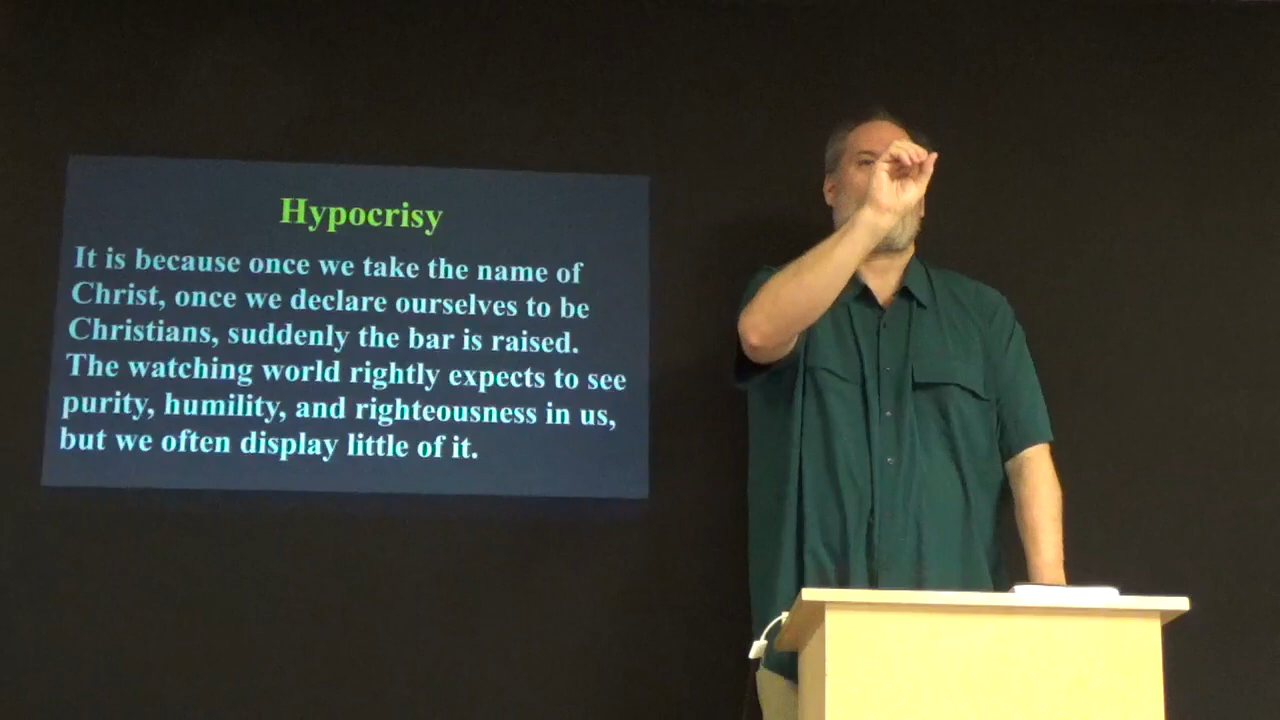 Hypocrisy
It is because once we take the name of
Christ, once we declare ourselves to be
Christians, suddenly the bar is raised.
The watching world rightly expects to see
purity, humility, and righteousness in us,
but we often display little of it.